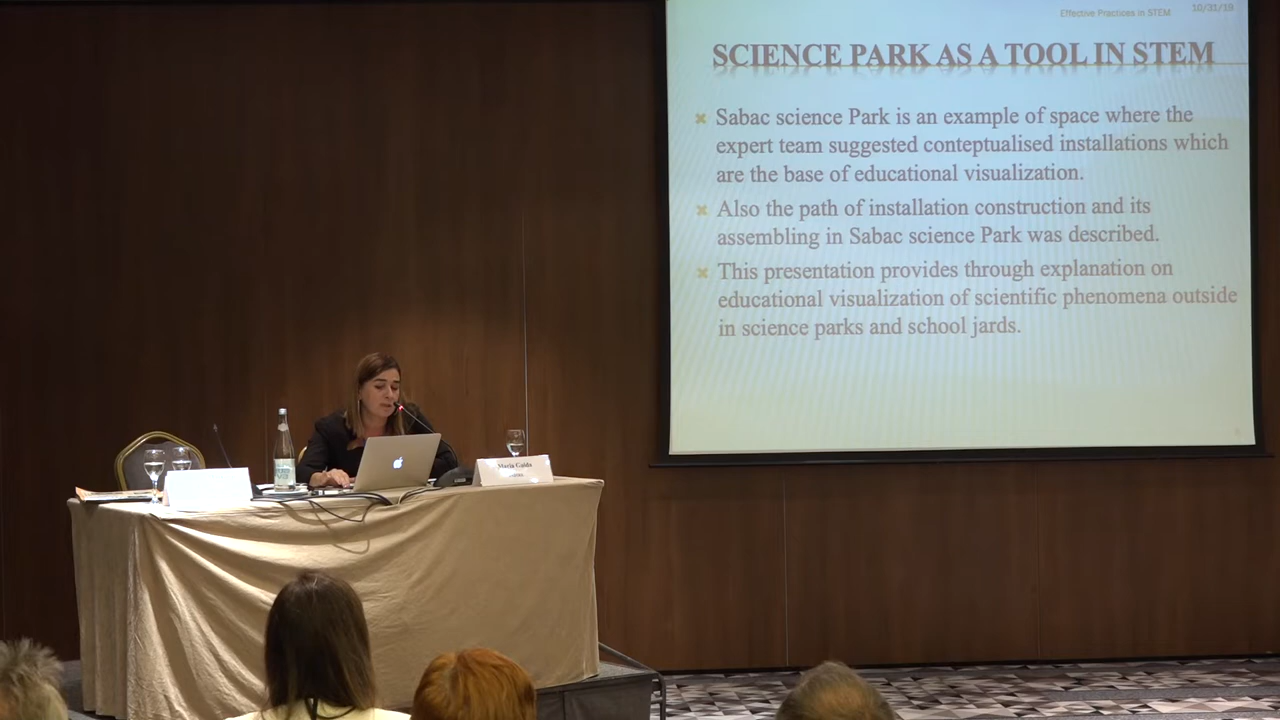 Effective Practices in STEM 10/31/19
SCIENCE PARK AS A TOOL IN STEM
Sabac science Park is an example of space where the
expert team suggested conteptualised installations which
are the base of educational visualization.
Also the path of installation construction and its
assembling in Sabac science Park was described.
This presentation provides through explanation on
educational visualization of scientific phenomena outside
in science parks and school jards.
Maria Gaida